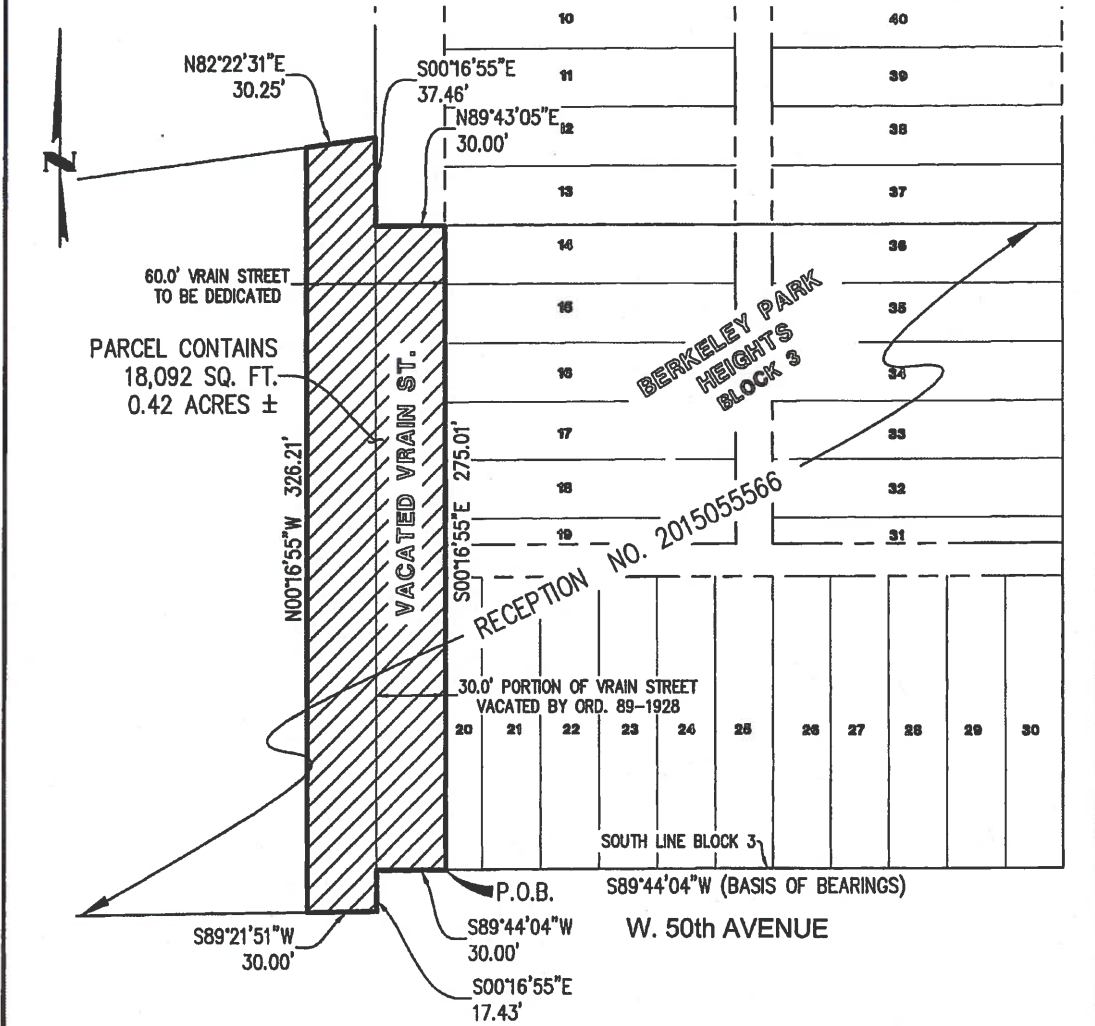 10
40
N82°22'31"E
30.25'
S00°16'55"E
37.46'
11
39
N89°43'05"E
30.00'
12
38
N
13
37
14
36
60.0' VRAIN STREET
TO BE DEDICATED
15
35
PARCEL CONTAINS
18,092 SQ. FT.
0.42 ACRES ±
BERKELEY PARK
HEIGHTS
BLOCK 3
16
34
VACATED VRAIN ST.
N00°16'55"W 326.21'
S00°16'55"E 275.01'
17
33
18
32
RECEPTION NO. 2015055566
19
31
30.0' PORTION OF VRAIN STREET
VACATED BY ORD. 89-1928
20
21
22
23
24
25
26
27
28
29
30
SOUTH LINE BLOCK 3
P.O.B.
S89°44'04"W (BASIS OF BEARINGS)
W. 50th AVENUE
S89°44'04"W
30.00'
S89°21'51"W
30.00'
S00°16'55"E
17.43'